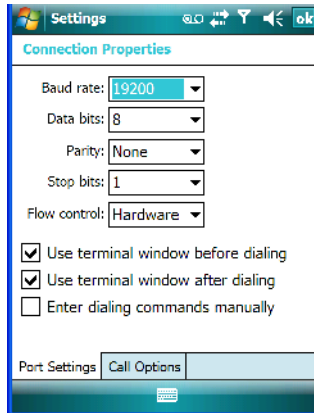 Settings ok
Connection Properties
Baud rate: 19200
Data bits: 8
Parity: None
Stop bits: 1
Flow control: Hardware
Use terminal window before dialing
Use terminal window after dialing
Enter dialing commands manually
Port Settings Call Options